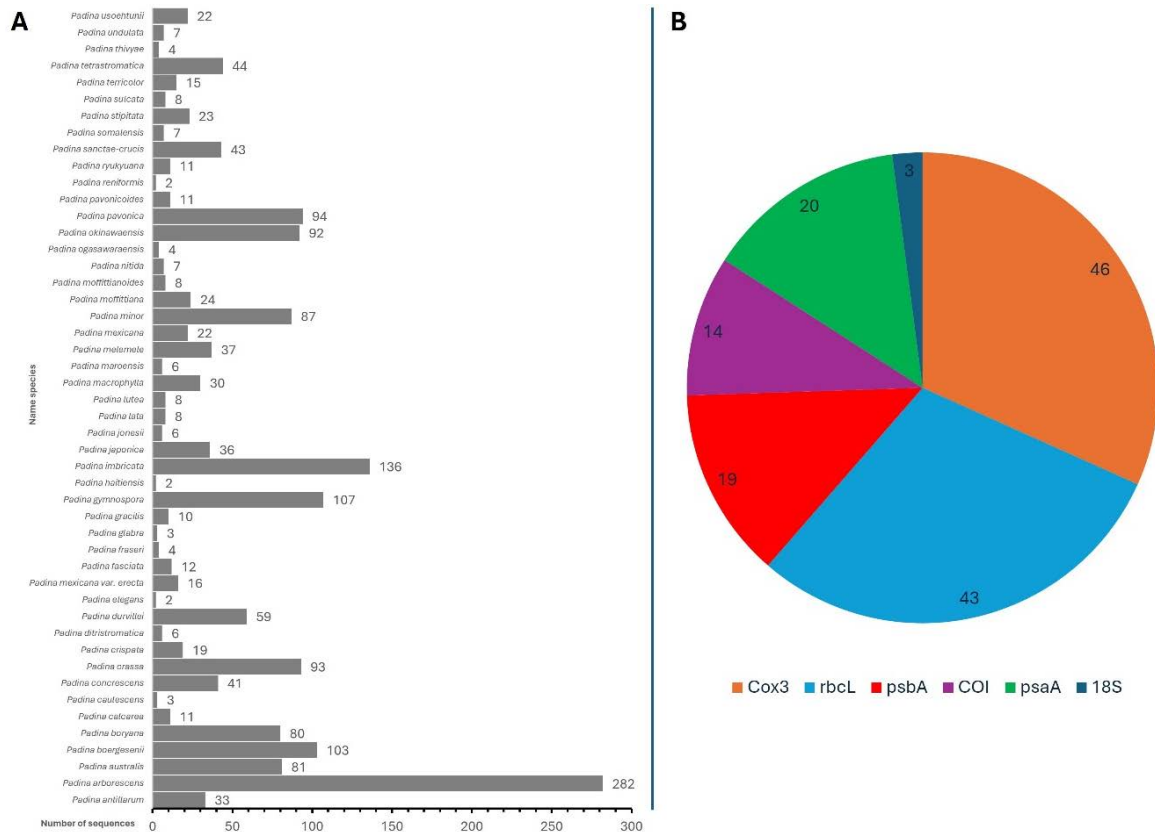 A
Padina usoehtunii 22
Padina undulata 7
Padina thivyae 4
Padina tetrastromatica 44
Padina terricolor 15
Padina sulcata 8
Padina stipitata 23
Padina somalensis 7
Padina sanctae-crucis 43
Padina ryukyuana 11
Padina reniformis 2
Padina pavonicoides 11
Padina pavonica 94
Padina okinawaensis 92
Padina ogasawaraensis 4
Padina nitida 7
Padina moffittianoides 8
Padina moffittiana 24
Padina minor 87
Padina mexicana 22
Padina melemele 37
Padina maroensis 6
Padina macrophylla 30
Padina lutea 8
Padina lata 8
Padina jonesii 6
Padina japonica 36
Padina imbricata 136
Padina haitiensis 2
Padina gymnospora 107
Padina gracilis 10
Padina glabra 3
Padina fraseri 4
Padina fasciata 12
Padina mexicana var. erecta 16
Padina elegans 2
Padina durvillei 59
Padina ditristromatica 6
Padina crispata 19
Padina crassa 93
Padina concrescens 41
Padina caulescens 3
Padina calcarea 11
Padina boryana 80
Padina boergesenii 103
Padina australis 81
Padina arborescens 282
Padina antillarum 33
Name species
Number of sequences
0 50 100 150 200 250 300
B
3
46
20
14
19
43
Cox3 rbcL psbA COI psaA 18S